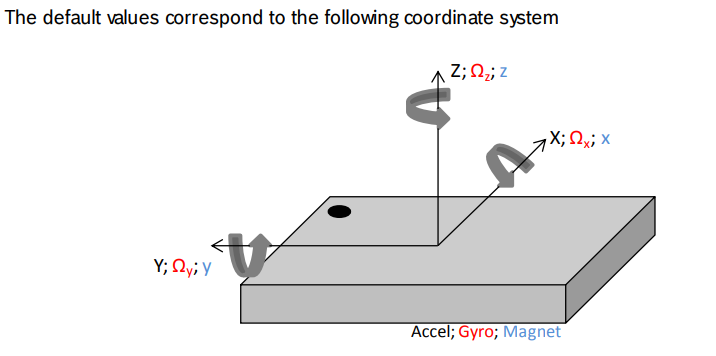 The default values correspond to the following coordinate system
Z; Ωz; z
X; Ωx; x
Y; Ωy; y
Accel; Gyro; Magnet